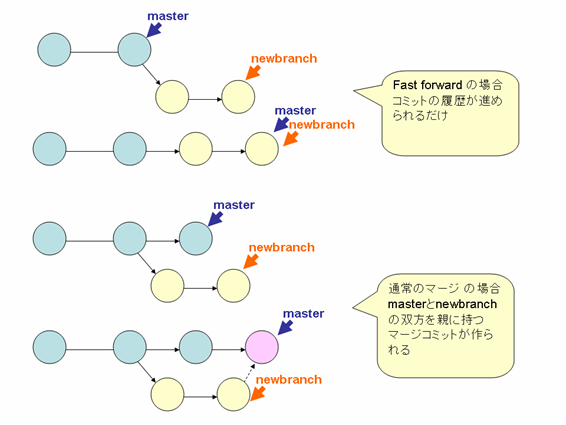 master
newbranch
Fast forward の場合
コミットの履歴が進め
られるだけ
master
newbranch
master
newbranch
通常のマージ の場合
masterとnewbranch
の双方を親に持つ
マージコミットが作ら
れる
master
newbranch